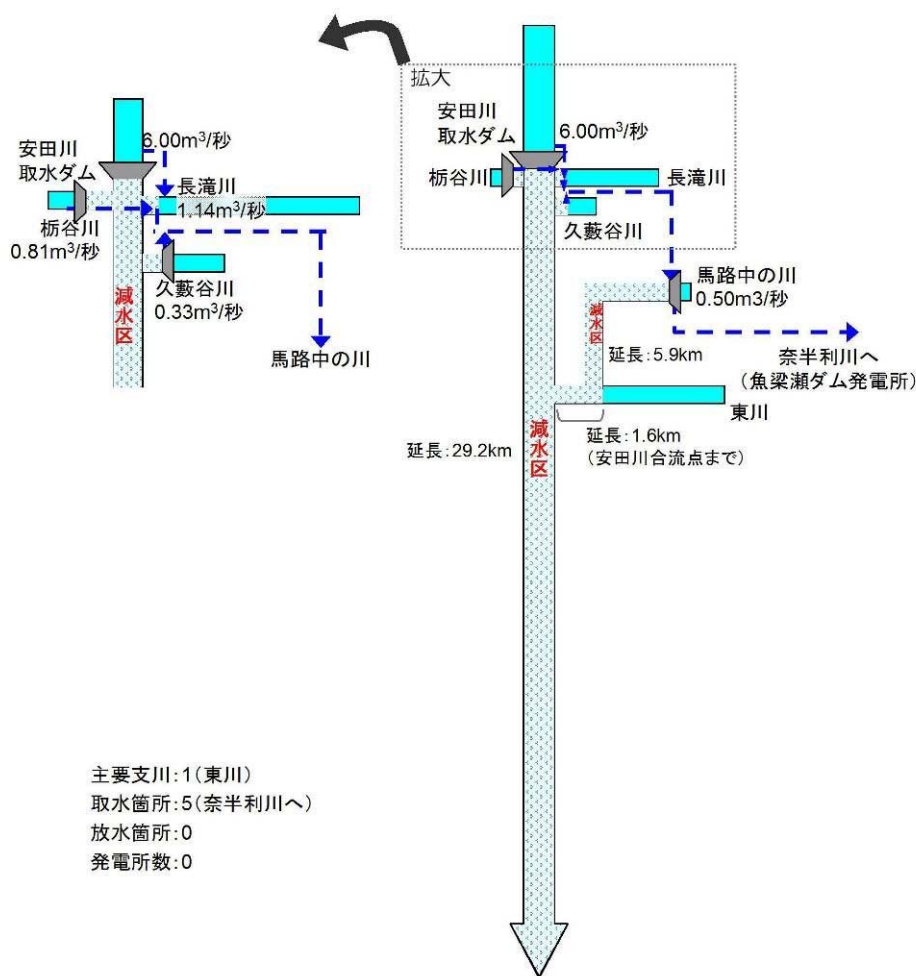 拡大
安田川
取水ダム
6.00m³/秒
長滝川
1.14m³/秒
栃谷川
0.81m³/秒
久藪谷川
0.33m³/秒
減水区
馬路中の川
安田川
取水ダム
6.00m³/秒
栃谷川
長滝川
久藪谷川
馬路中の川
0.50m3/秒
減水区
延長:5.9km
奈半利川へ
(魚梁瀬ダム発電所)
東川
延長:1.6km
(安田川合流点まで)
延長:29.2km
減水区
主要支川:1(東川)
取水箇所:5(奈半利川へ)
放水箇所:0
発電所数:0